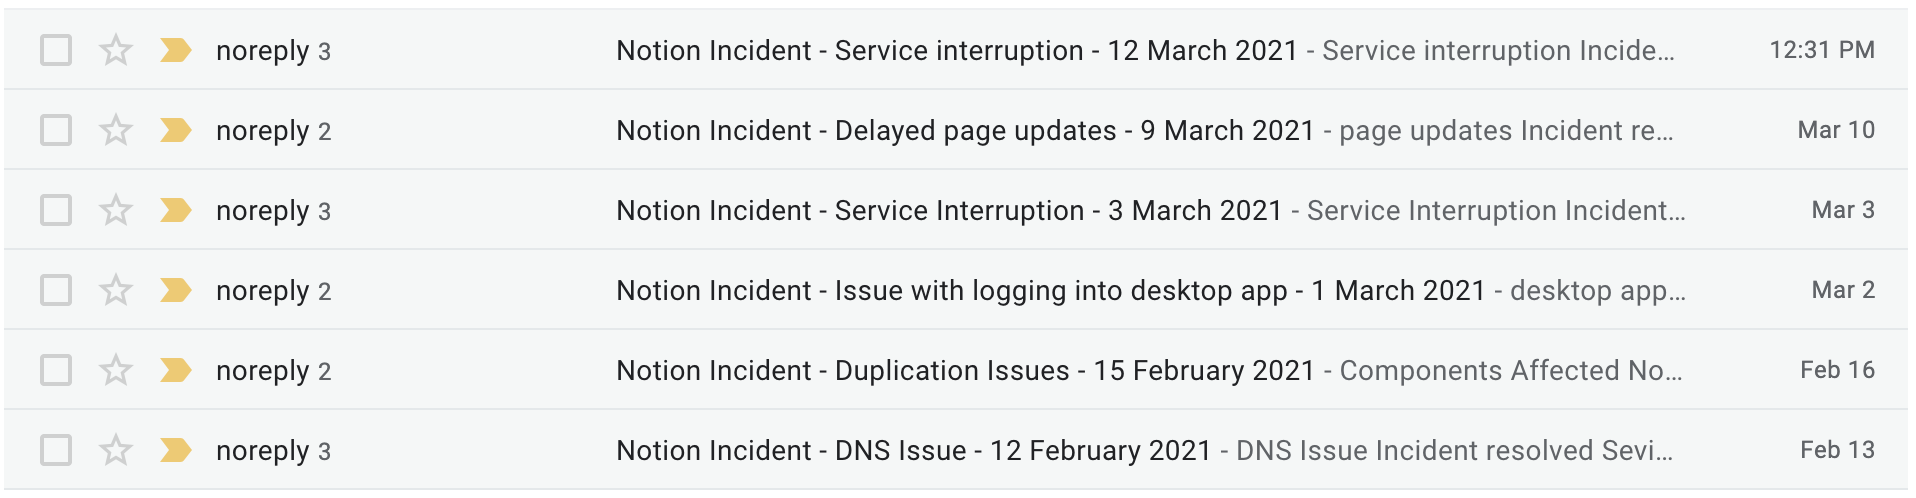 noreply 3 Notion Incident - Service interruption - 12 March 2021 - Service interruption Incide... 12:31 PM
noreply 2 Notion Incident - Delayed page updates - 9 March 2021 - page updates Incident re... Mar 10
noreply 3 Notion Incident - Service Interruption - 3 March 2021 - Service Interruption Incident... Mar 3
noreply 2 Notion Incident - Issue with logging into desktop app - 1 March 2021 - desktop app... Mar 2
noreply 2 Notion Incident - Duplication Issues - 15 February 2021 - Components Affected No... Feb 16
noreply 3 Notion Incident - DNS Issue - 12 February 2021 - DNS Issue Incident resolved Sevi... Feb 13